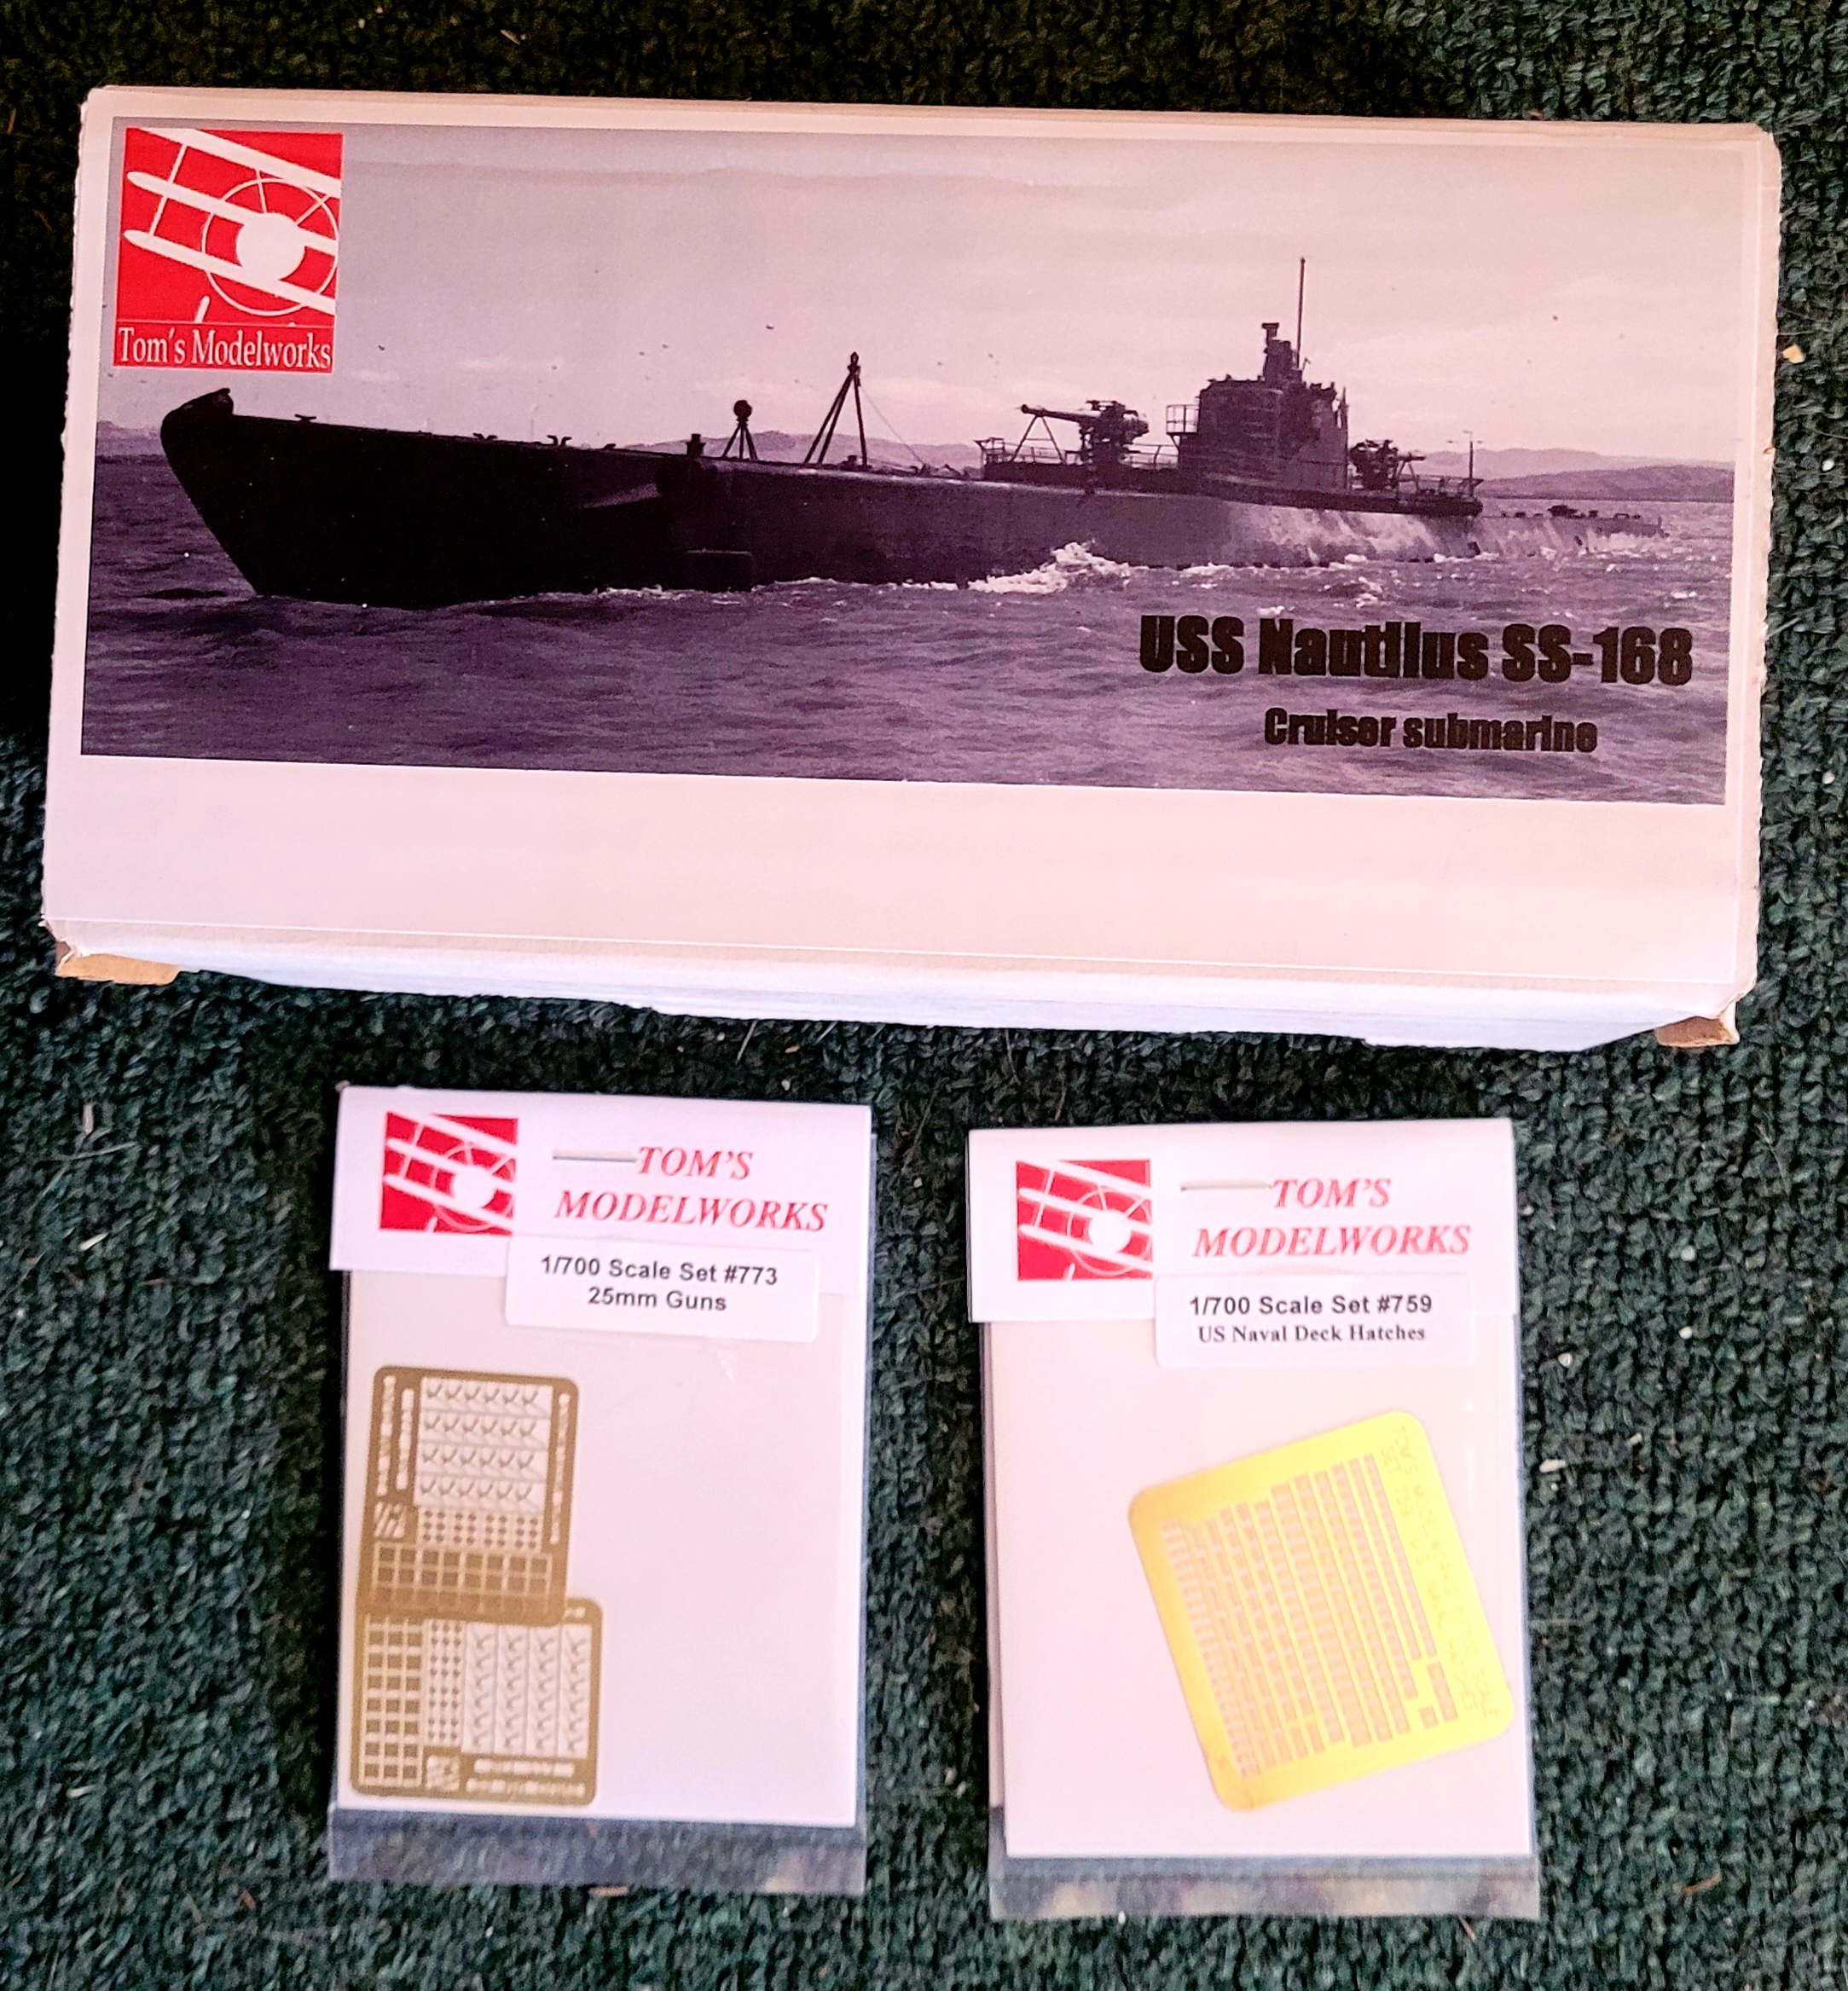 Tom's Modelworks
USS Nautilus SS-168
Cruiser submarine
TOM'S
MODELWORKS
1/700 Scale Set #773
25mm Guns
TOM'S
MODELWORKS
1/700 Scale Set #759
US Naval Deck Hatches